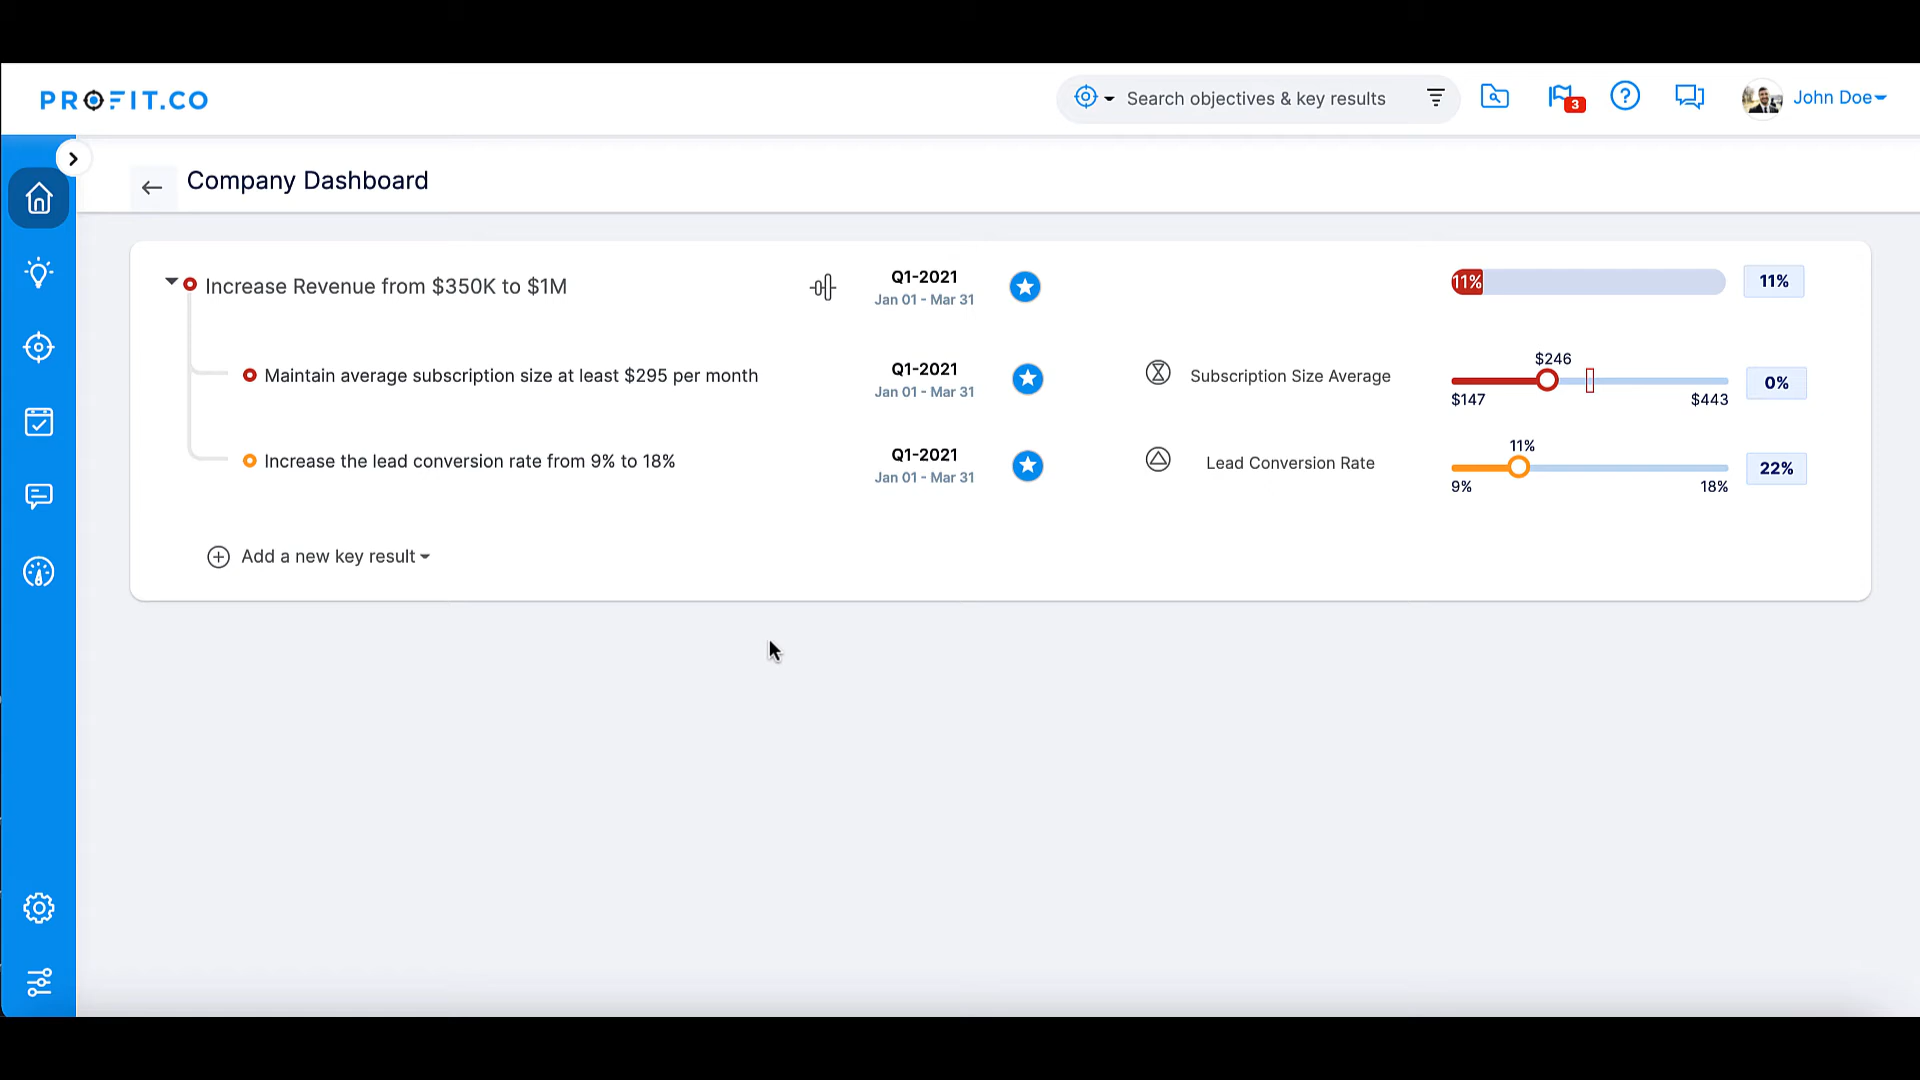 PROFIT.CO
Search objectives & key results
3
?
John Doe
Company Dashboard
Increase Revenue from $350K to $1M
Q1-2021
Jan 01 - Mar 31
11%
11%
Maintain average subscription size at least $295 per month
Q1-2021
Jan 01 - Mar 31
Subscription Size Average
$246
$147
$443
0%
Increase the lead conversion rate from 9% to 18%
Q1-2021
Jan 01 - Mar 31
Lead Conversion Rate
11%
9%
18%
22%
Add a new key result